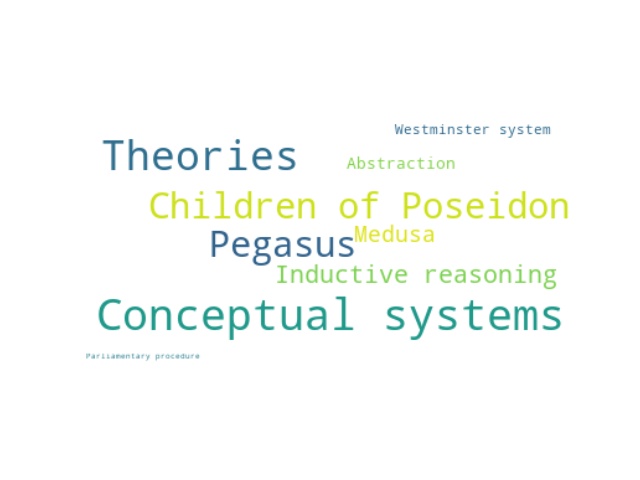 Westminster system
Theories
Abstraction
Children of Poseidon
Medusa
Pegasus
Inductive reasoning
Conceptual systems
Parliamentary procedure